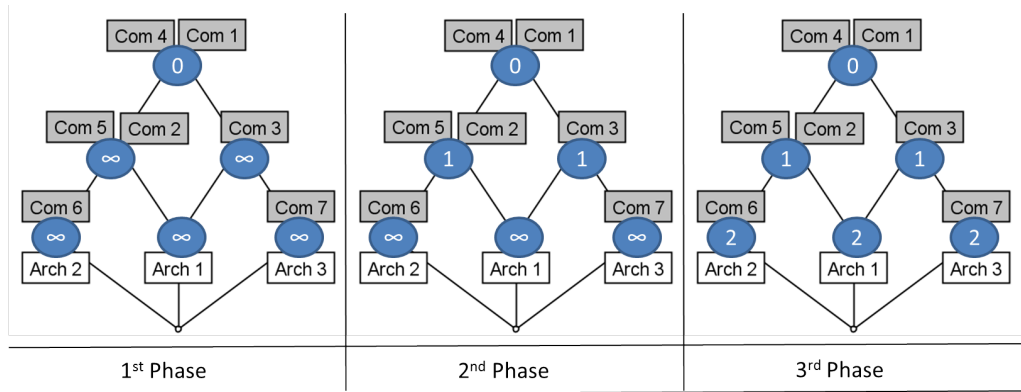 Com 4 Com 1
0
Com 5 Com 2 Com 3
∞ ∞
Com 6 Com 7
∞ ∞ ∞
Arch 2 Arch 1 Arch 3
1st Phase
Com 4 Com 1
0
Com 5 Com 2 Com 3
1 1
Com 6 Com 7
∞ ∞ ∞
Arch 2 Arch 1 Arch 3
2nd Phase
Com 4 Com 1
0
Com 5 Com 2 Com 3
1 1
Com 6 Com 7
2 2 2
Arch 2 Arch 1 Arch 3
3rd Phase